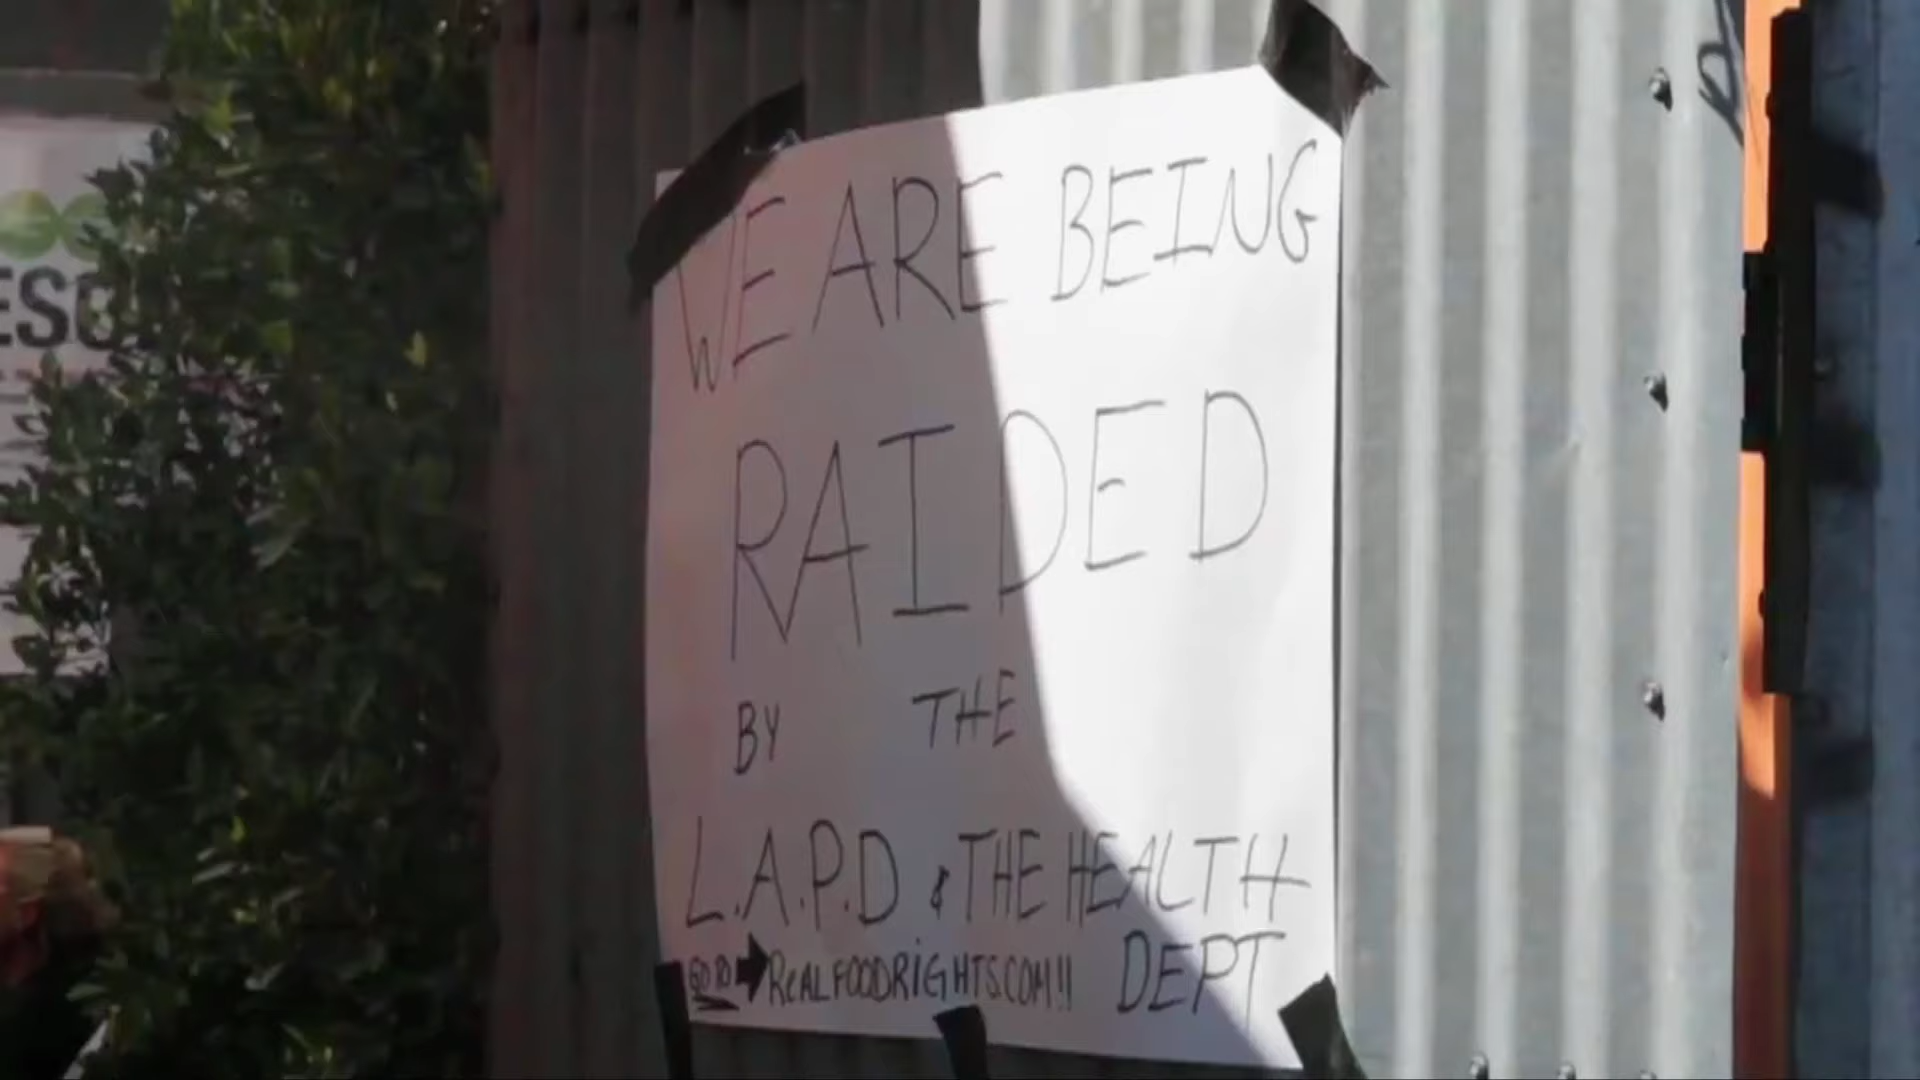 WE ARE BEING
RAIDED
BY THE
L.A.P.D & THE HEALTH
DEPT
GO TO → ReALFOODRiGHTS.COM!!